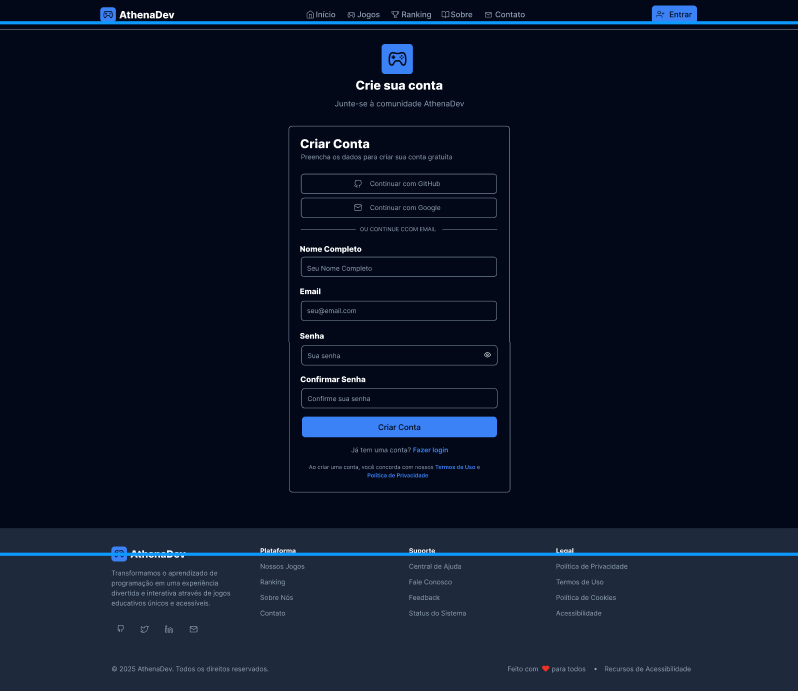 AthenaDev
Início Jogos Ranking Sobre Contato
Entrar
Crie sua conta
Junte-se à comunidade AthenaDev
Criar Conta
Preencha os dados para criar sua conta gratuita
Continuar com GitHub
Continuar com Google
OU CONTINUE CCOM EMAIL
Nome Completo
Seu Nome Completo
Email
seu@email.com
Senha
Sua senha
Confirmar Senha
Confirme sua senha
Criar Conta
Já tem uma conta? Fazer login
Ao criar uma conta, você concorda com nossos Termos de Uso e
Política de Privacidade
AthenaDev
Transformamos o aprendizado de
programação em uma experiência
divertida e interativa através de jogos
educativos únicos e acessíveis.
Plataforma
Nossos Jogos
Ranking
Sobre Nós
Contato
Suporte
Central de Ajuda
Fale Conosco
Feedback
Status do Sistema
Legal
Política de Privacidade
Termos de Uso
Política de Cookies
Acessibilidade
© 2025 AthenaDev. Todos os direitos reservados.
Feito com ❤️ para todos • Recursos de Acessibilidade